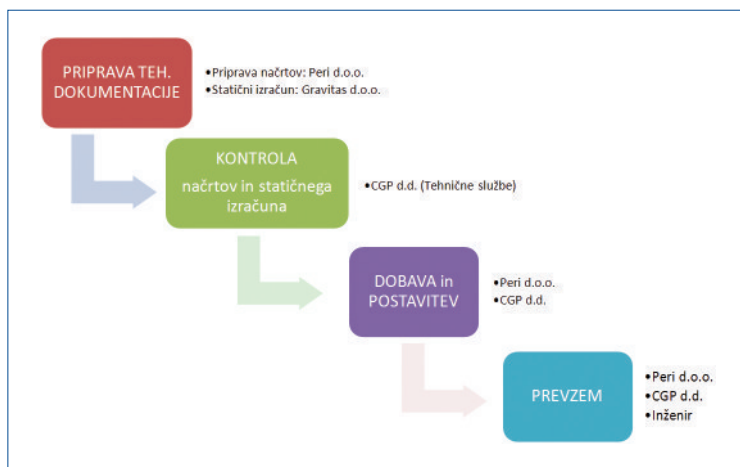 PRIPRAVA TEH.
DOKUMENTACIJE
•Priprava načrtov: Peri d.o.o.
•Statični izračun: Gravitas d.o.o.
KONTROLA
načrtov in statičnega
izračuna
•CGP d.d. (Tehnične službe)
DOBAVA in
POSTAVITEV
•Peri d.o.o.
•CGP d.d.
PREVZEM
•Peri d.o.o.
•CGP d.d.
•Inženir